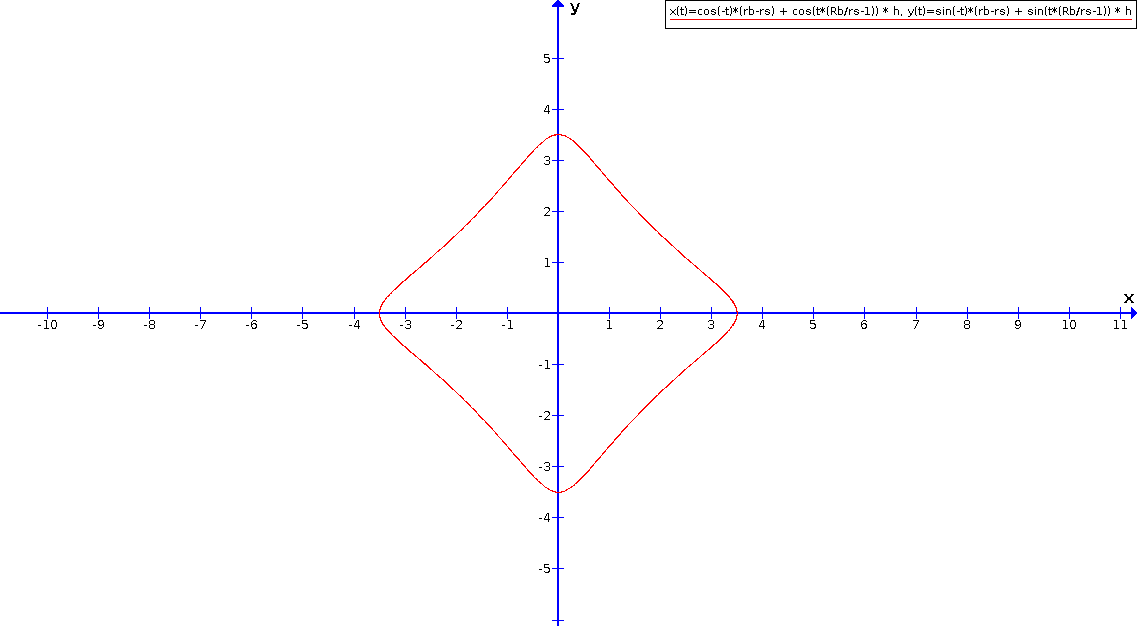 y
x(t)=cos(-t)*(rb-rs) + cos(t*(Rb/rs-1)) * h, y(t)=sin(-t)*(rb-rs) + sin(t*(Rb/rs-1)) * h
5
4
3
2
1
x
-10 -9 -8 -7 -6 -5 -4 -3 -2 -1 1 2 3 4 5 6 7 8 9 10 11
-1
-2
-3
-4
-5